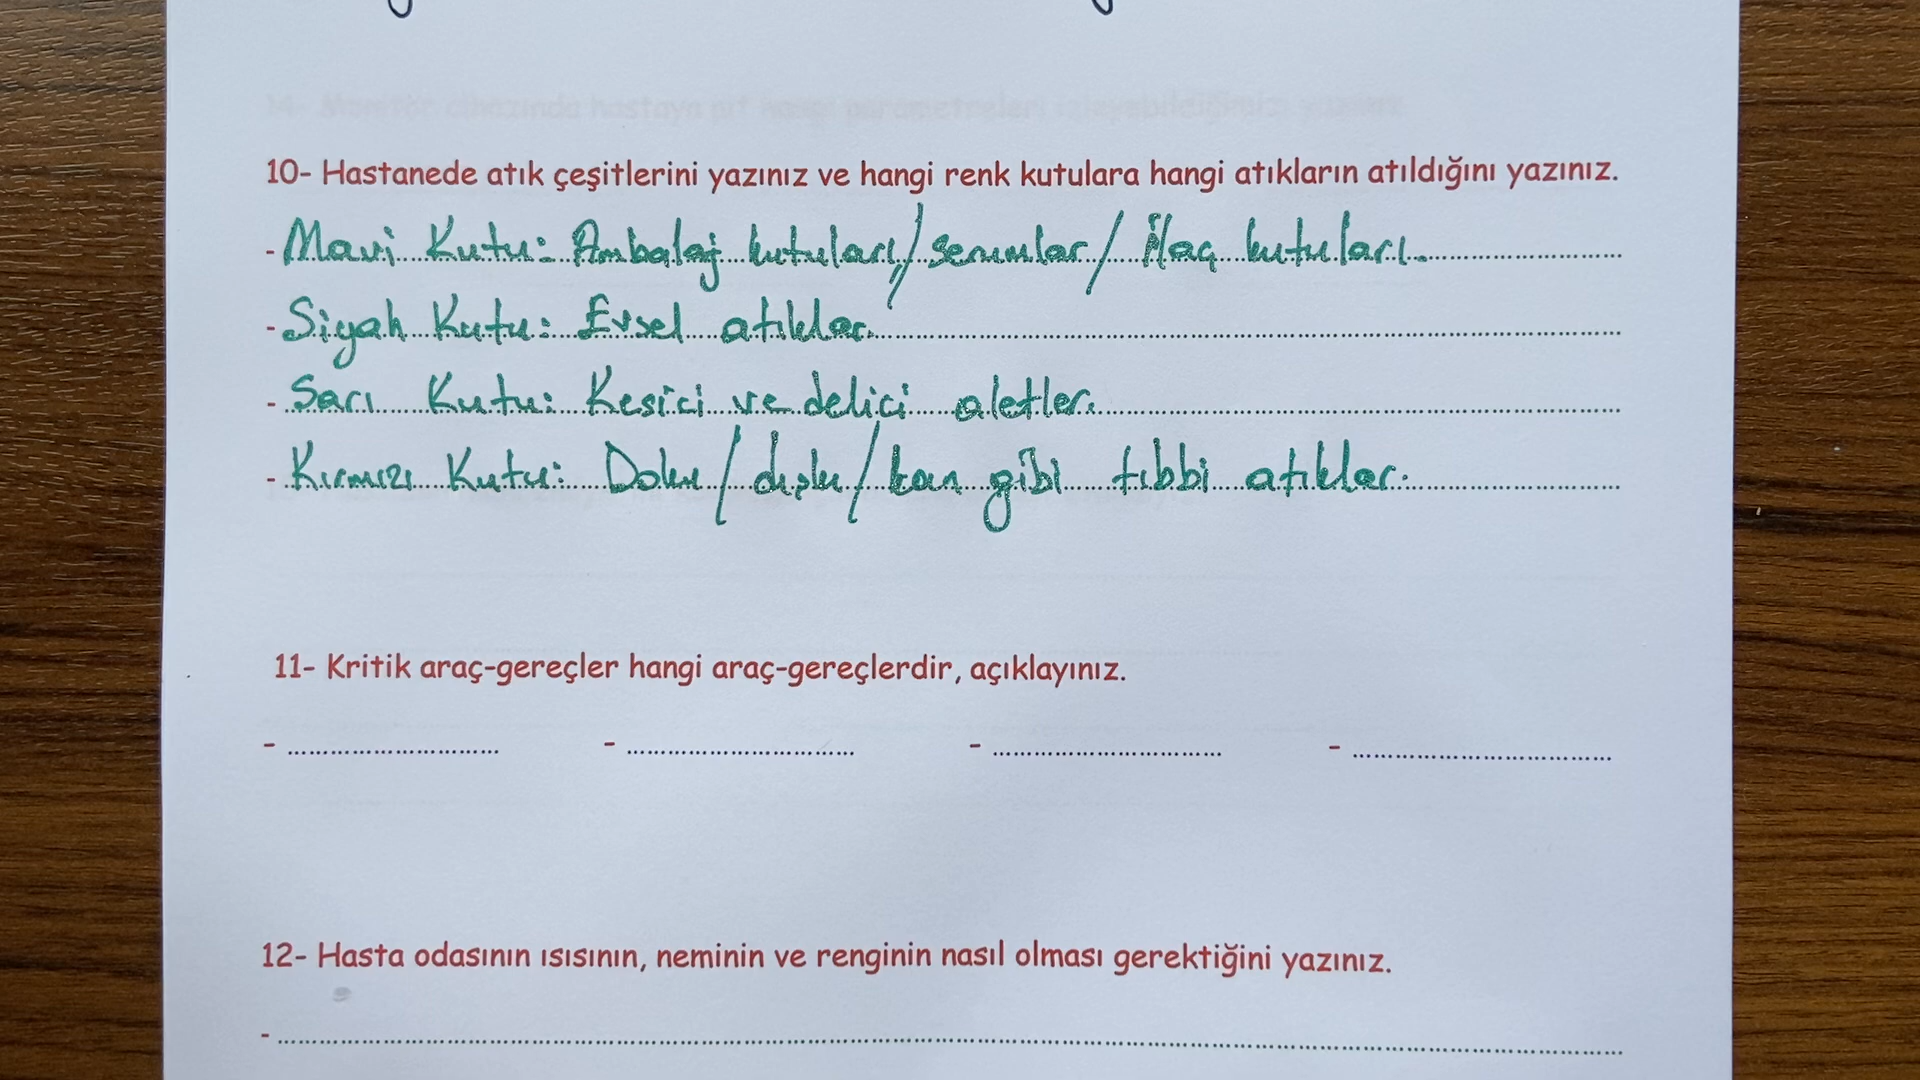 10- Hastanede atık çeşitlerini yazınız ve hangi renk kutulara hangi atıkların atıldığını yazınız.
- Mavi Kutu: Ambalaj kutuları/serumlar/ İlaç kutuları.
- Siyah Kutu: Evsel atıklar.
- Sarı Kutu: Kesici ve delici aletler.
- Kırmızı Kutu: Doku/dışkı/kan gibi tıbbi atıklar.
11- Kritik araç-gereçler hangi araç-gereçlerdir, açıklayınız.
- .......................... - .......................... - .......................... - ..........................
12- Hasta odasının ısısının, neminin ve renginin nasıl olması gerektiğini yazınız.
- ....................................................................................